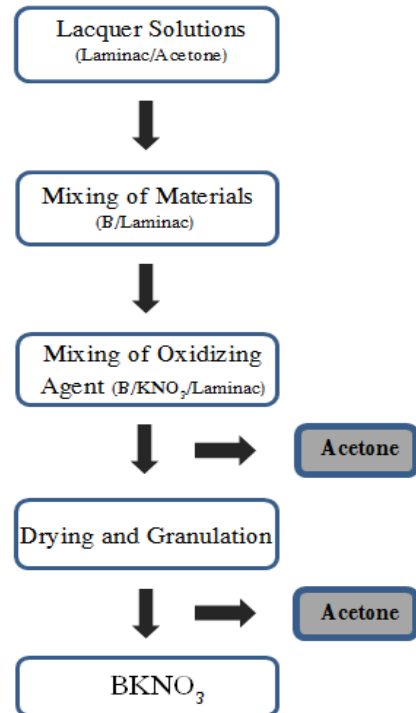 Lacquer Solutions
(Laminac/Acetone)
Mixing of Materials
(B/Laminac)
Mixing of Oxidizing
Agent (B/KNO₃/Laminac)
Acetone
Drying and Granulation
Acetone
BKNO₃